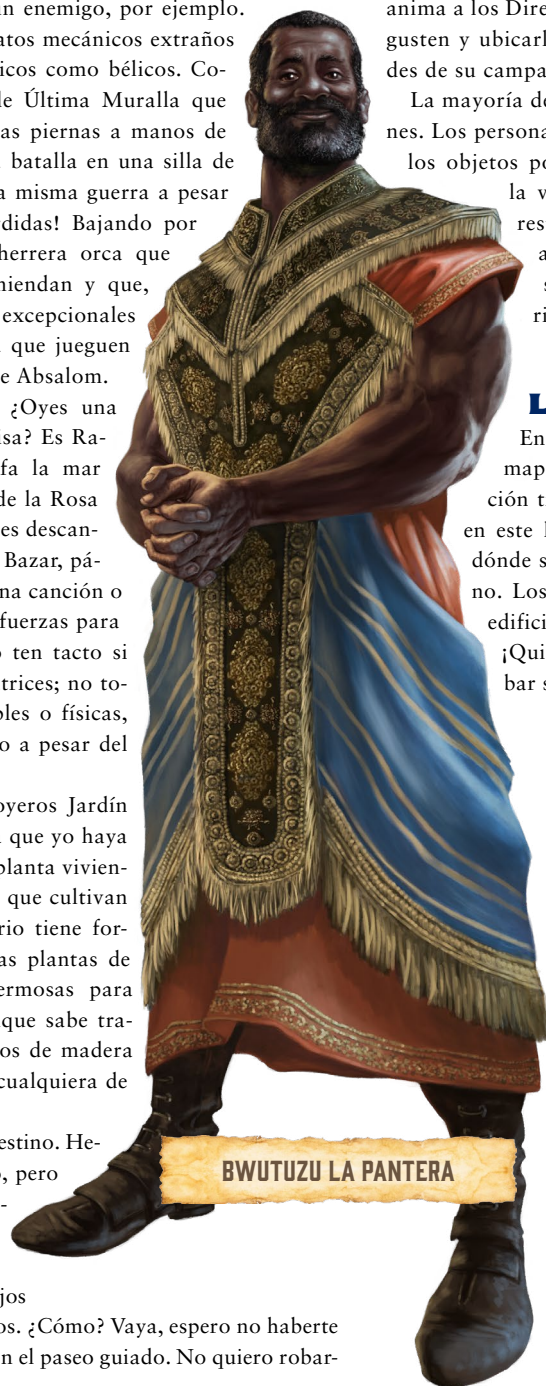 un enemigo, por ejemplo.
atos mecánicos extraños
icos como bélicos. Co-
le Última Muralla que
as piernas a manos de
batalla en una silla de
a misma guerra a pesar
rdidas! Bajando por
herrera orca que
miendan y que,
excepcionales
que jueguen
e Absalom.
¿Oyes una
isa? Es Ra-
fa la mar
de la Rosa
es descan-
Bazar, pá-
na canción o
fuerzas para
o ten tacto si
trices; no to-
bles o físicas,
o a pesar del
oyeros Jardín
que yo haya
planta vivien-
que cultivan
rio tiene for-
as plantas de
ermosas para
que sabe tra-
os de madera
cualquiera de
estino. He-
o, pero
-
jos
os. ¿Cómo? Vaya, espero no haberte
n el paseo guiado. No quiero robar-
anima a los Dire
gusten y ubicarl
des de su campa
La mayoría de
nes. Los persona
los objetos po
la v
res
a
s
ri
L
En
map
ción t
en este l
dónde s
no. Los
edifici
¡Qui
bar s
BWUTUZU LA PANTERA